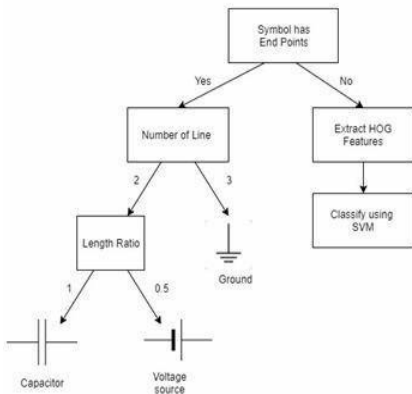 Symbol has
End Points
Yes
No
Number of Line
Extract HOG
Features
2
3
Classify using
SVM
Length Ratio
Ground
1
0.5
Capacitor
Voltage
source